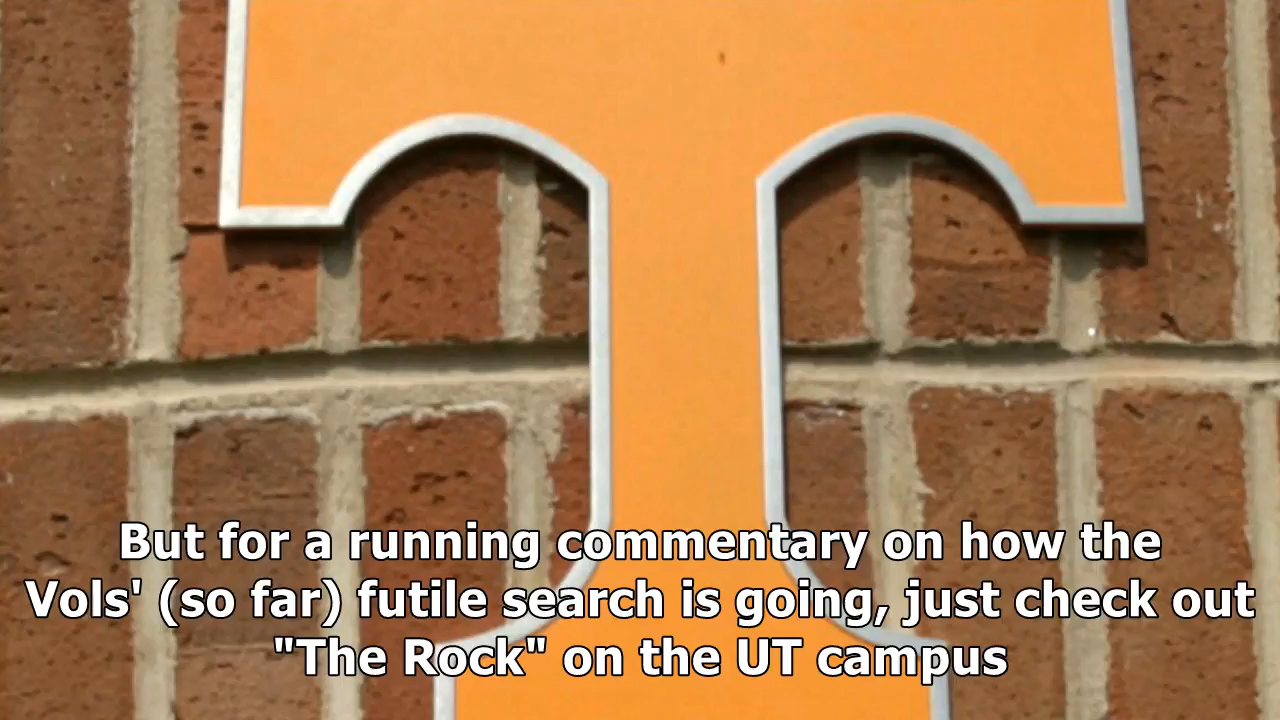 T
But for a running commentary on how the
Vols' (so far) futile search is going, just check out
"The Rock" on the UT campus